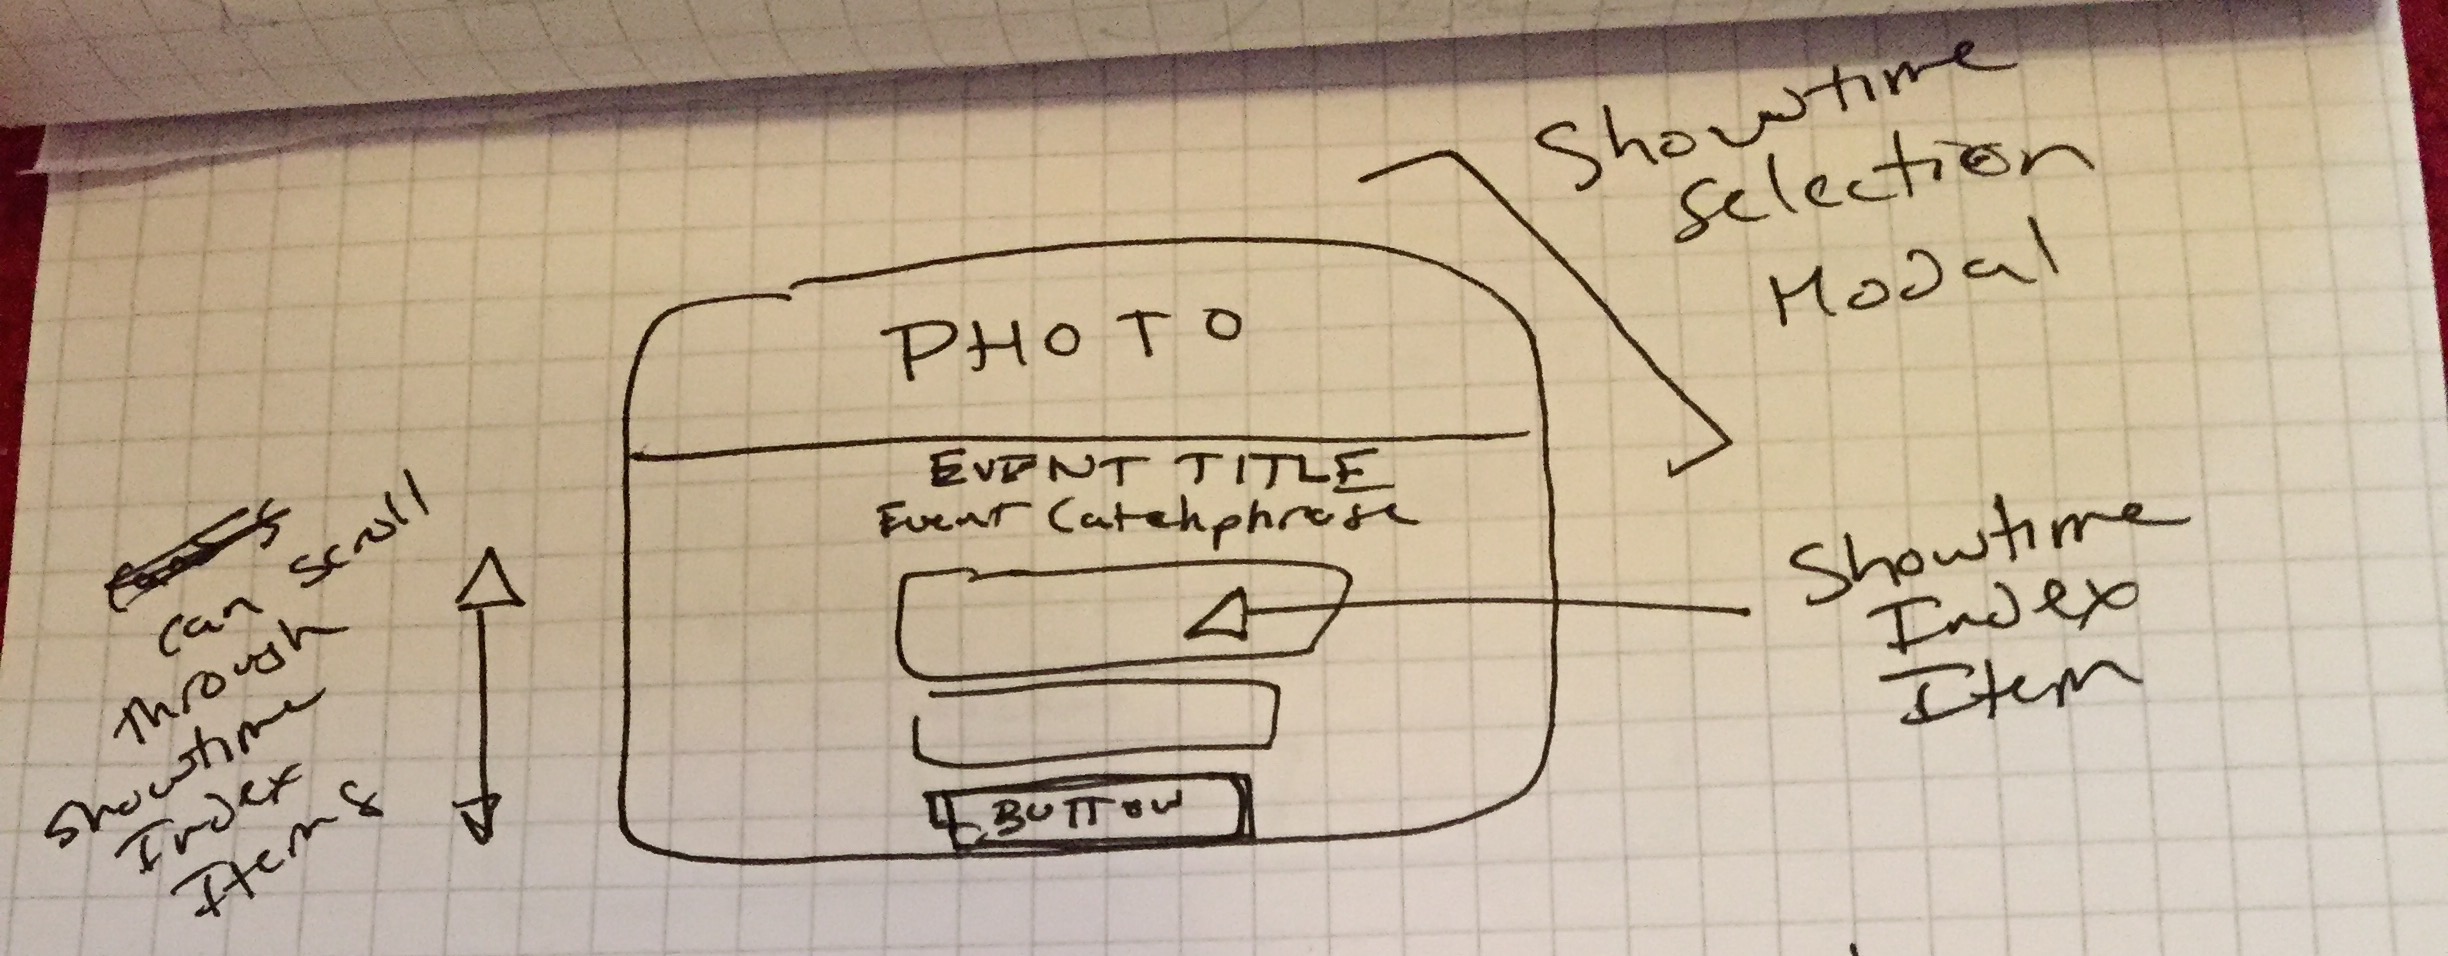 Showtime
Selection
Modal
PHOTO
EVENT TITLE
Event Catchphrase
BUTTON
Showtime
Index
Item
can scroll
through
showtime
Index
Items